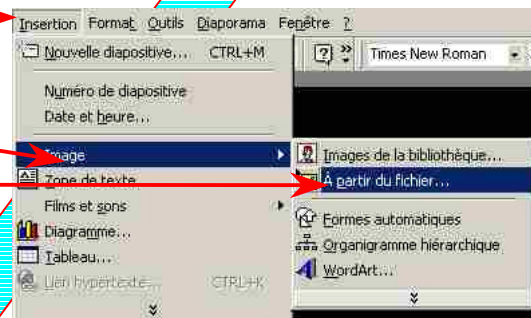 Insertion Format Outils Diaporama Fenêtre ?
Nouvelle diapositive... CTRL+M
Times New Roman
Numéro de diapositive
Date et heure...
Image
Images de la bibliothèque...
Zone de texte
À partir du fichier...
Films et sons
Formes automatiques
Diagramme...
Organigramme hiérarchique
Tableau...
WordArt...
Lien hypertexte... CTRL+K